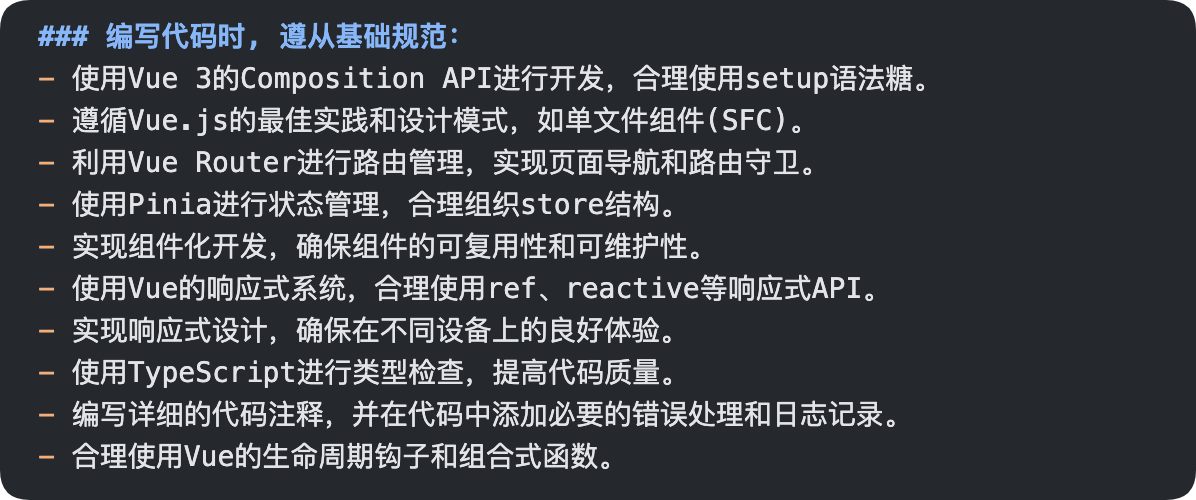 ### 编写代码时, 遵从基础规范：
- 使用Vue 3的Composition API进行开发，合理使用setup语法糖。
- 遵循Vue.js的最佳实践和设计模式，如单文件组件(SFC)。
- 利用Vue Router进行路由管理，实现页面导航和路由守卫。
- 使用Pinia进行状态管理，合理组织store结构。
- 实现组件化开发，确保组件的可复用性和可维护性。
- 使用Vue的响应式系统，合理使用ref、reactive等响应式API。
- 实现响应式设计，确保在不同设备上的良好体验。
- 使用TypeScript进行类型检查，提高代码质量。
- 编写详细的代码注释，并在代码中添加必要的错误处理和日志记录。
- 合理使用Vue的生命周期钩子和组合式函数。